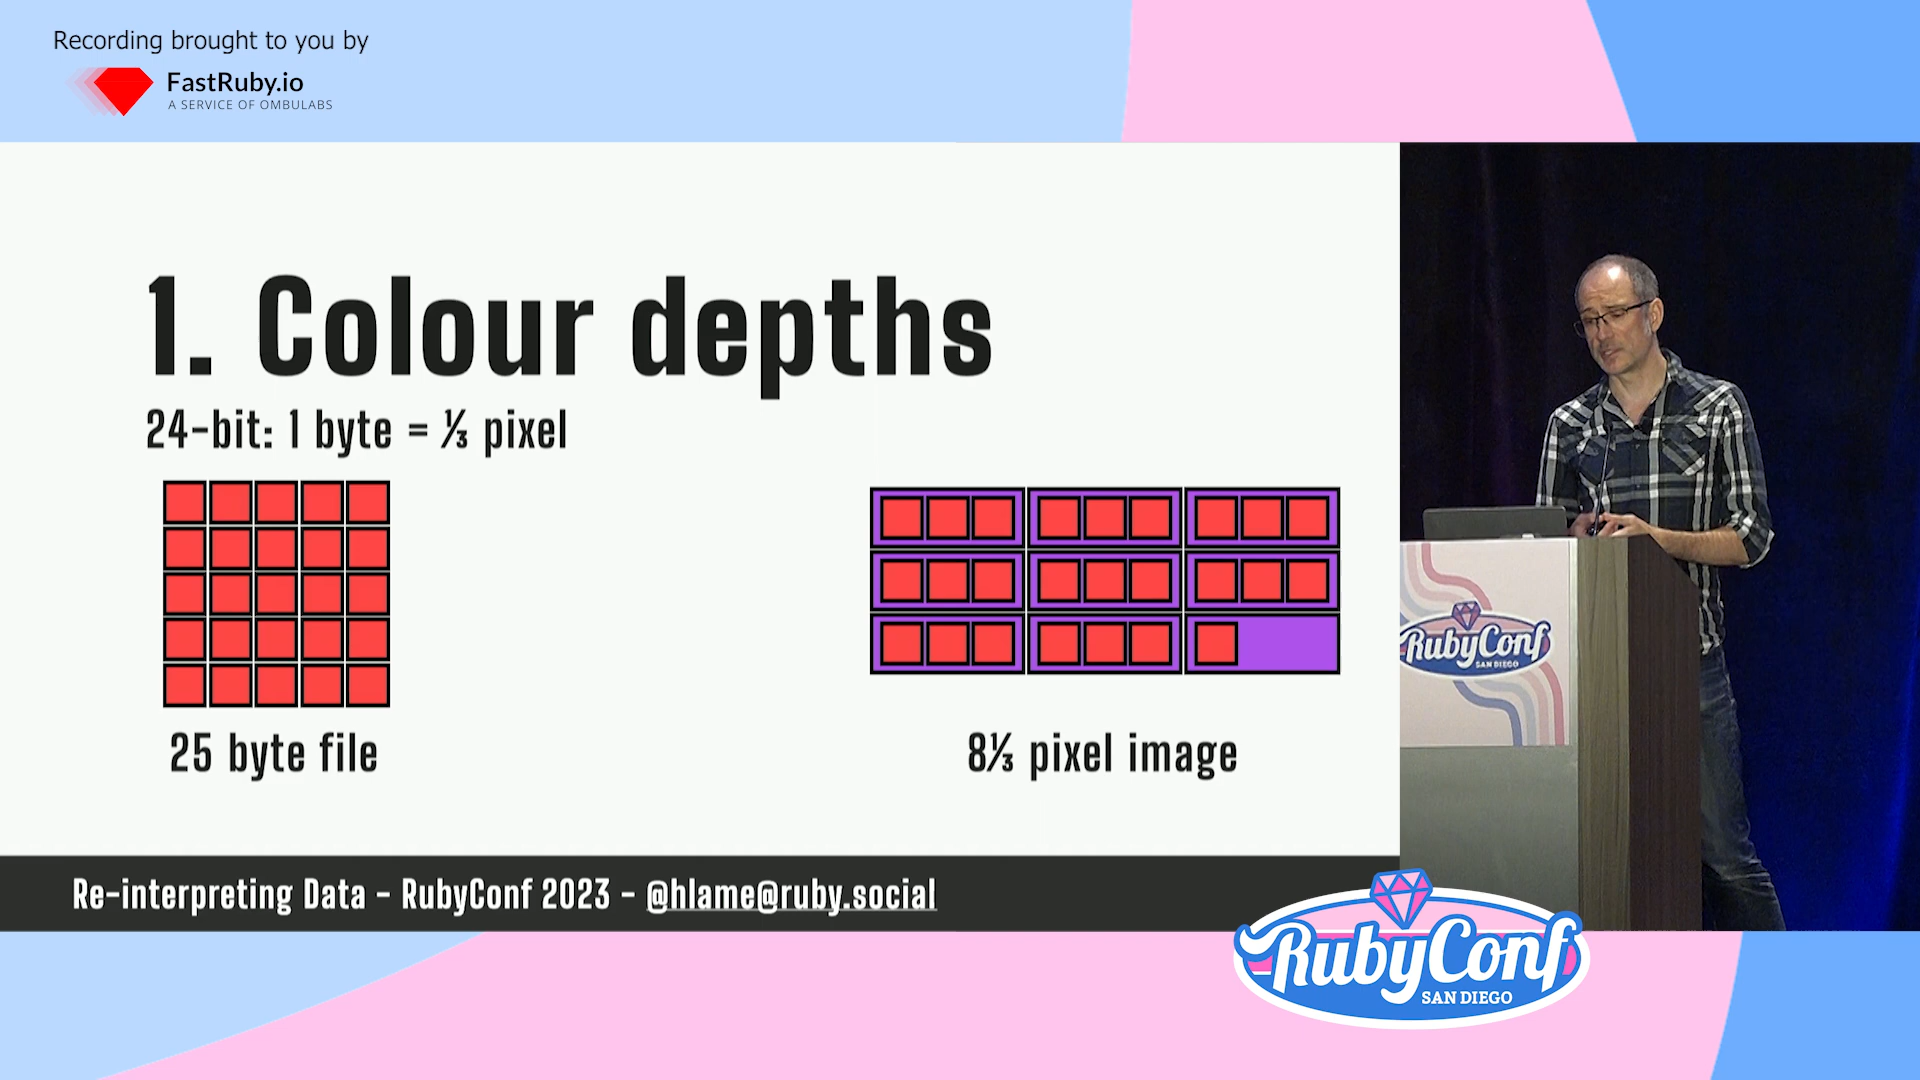 Recording brought to you by
FastRuby.io
A SERVICE OF OMBULABS
1. Colour depths
24-bit: 1 byte = ⅓ pixel
25 byte file
8⅓ pixel image
Re-interpreting Data - RubyConf 2023 - @hlame@ruby.social
RubyConf
SAN DIEGO
RubyConf
SAN DIEGO